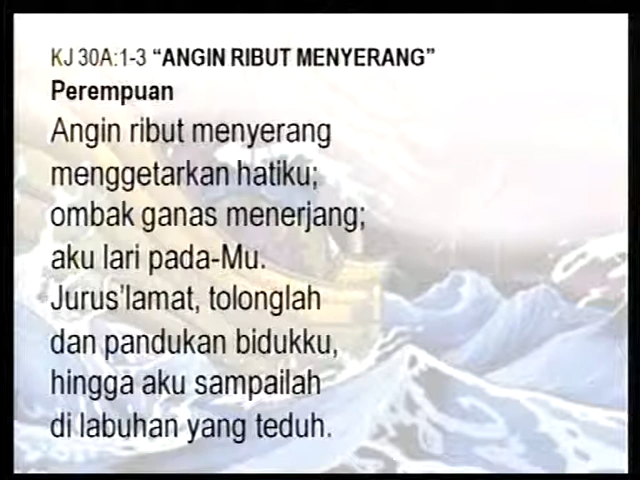 KJ 30A:1-3 “ANGIN RIBUT MENYERANG”
Perempuan
Angin ribut menyerang
menggetarkan hatiku;
ombak ganas menerjang;
aku lari pada-Mu.
Jurus’lamat, tolonglah
dan pandukan bidukku,
hingga aku sampailah
di labuhan yang teduh.